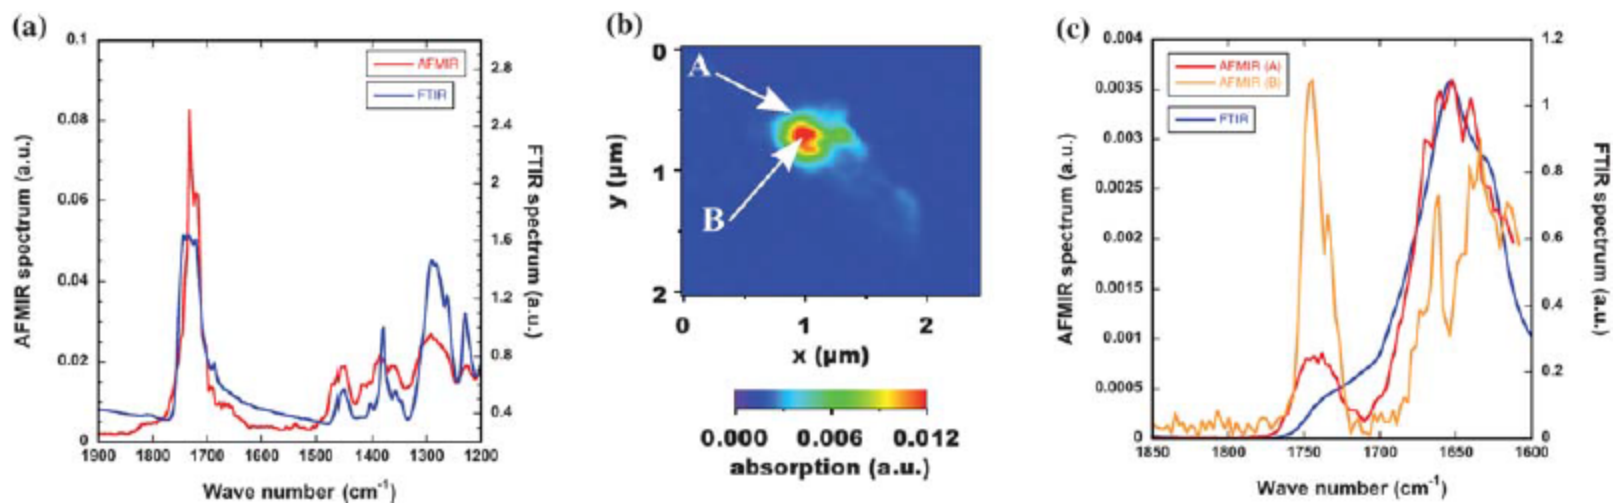 (a)
0.1
0.08
0.06
0.04
0.02
0
AFMIR spectrum (a.u.)
AFMIR
FTIR
2.8
2.4
2
1.6
1.2
0.8
0.4
FTIR spectrum (a.u.)
1900 1800 1700 1600 1500 1400 1300 1200
Wave number (cm-1)
(b)
0
1
2
y (µm)
A
B
0 1 2
x (µm)
0.000 0.006 0.012
absorption (a.u.)
(c)
0.004
0.0035
0.003
0.0025
0.002
0.0015
0.001
0.0005
0
AFMIR spectrum (a.u.)
AFMIR (A)
AFMIR (B)
FTIR
1.2
1
0.8
0.6
0.4
0.2
0
FTIR spectrum (a.u.)
1850 1800 1750 1700 1650 1600
Wave number (cm-1)